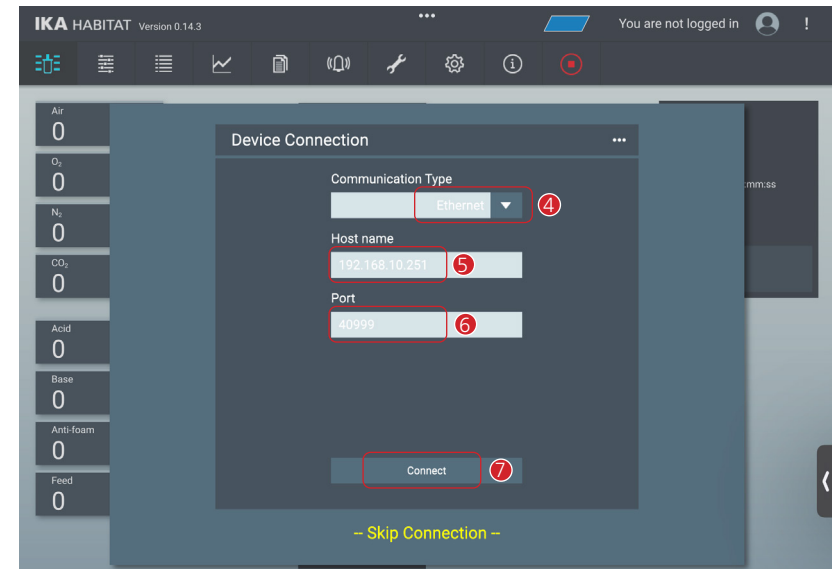 IKA HABITAT Version 0.14.3
You are not logged in
!
Air
0
O₂
0
N₂
0
CO₂
0
Acid
0
Base
0
Anti-foam
0
Feed
0
:mm:ss
Device Connection
Communication Type
Ethernet
4
Host name
192.168.10.251
5
Port
40999
6
Connect
7
-- Skip Connection --